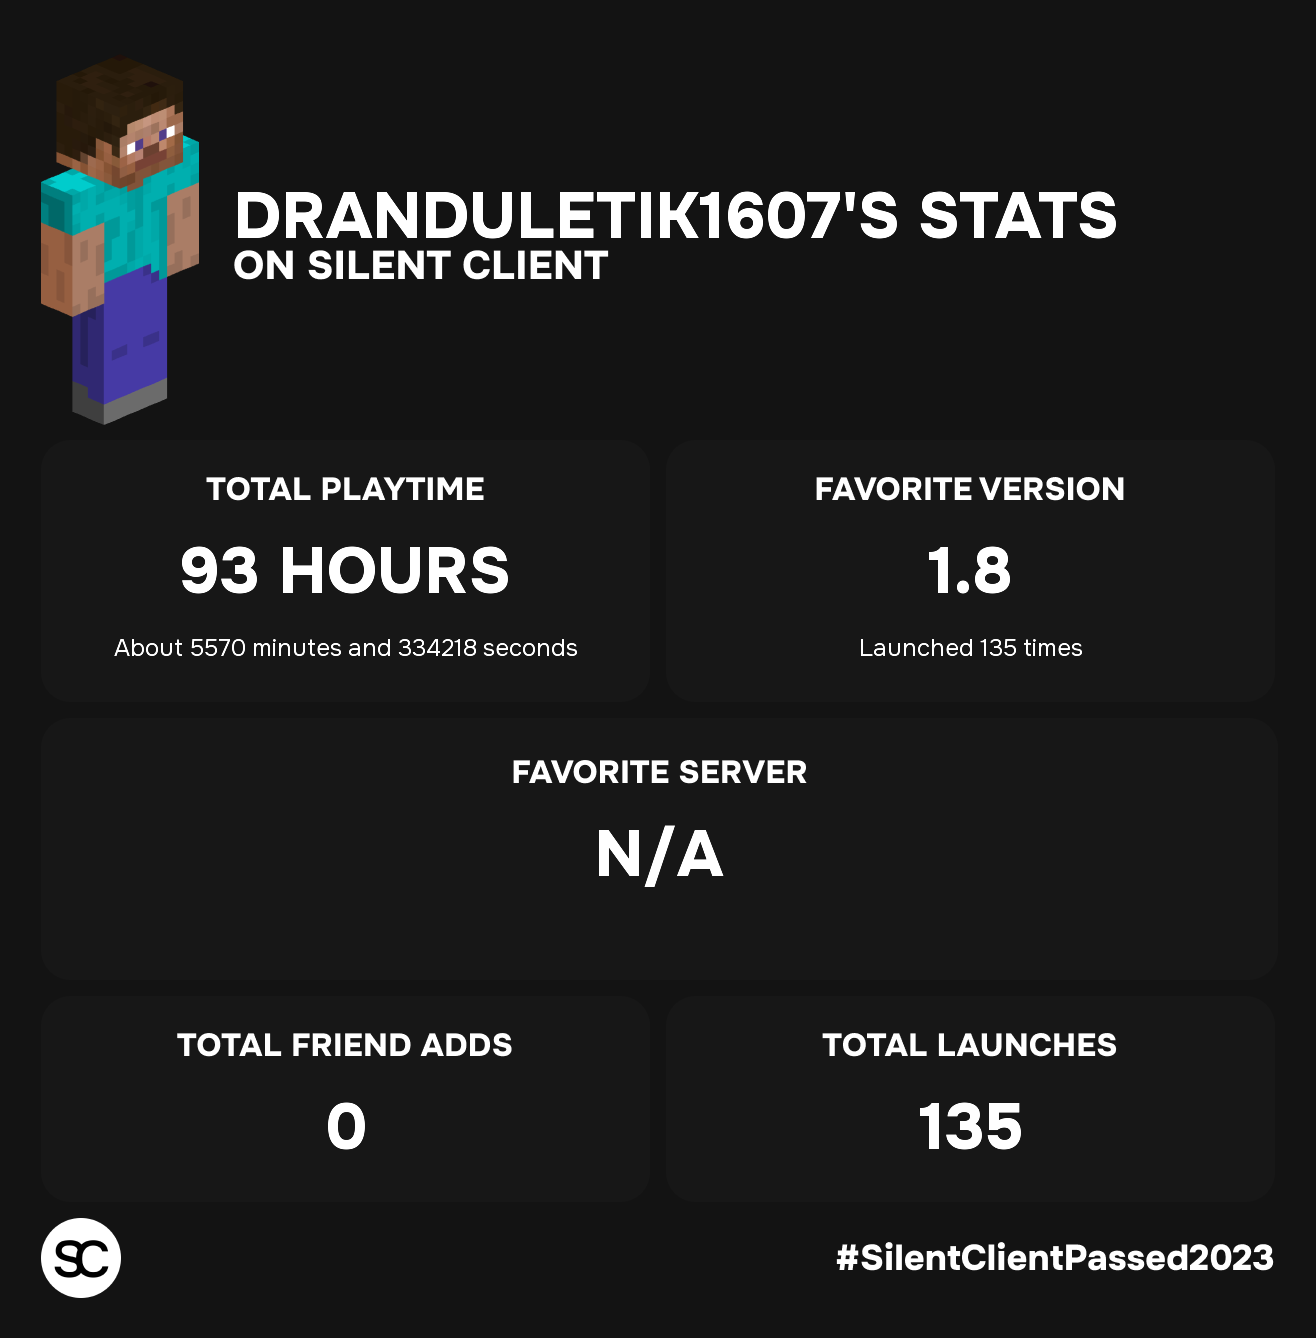 DRANDULETIK1607'S STATS
ON SILENT CLIENT
TOTAL PLAYTIME
93 HOURS
About 5570 minutes and 334218 seconds
FAVORITE VERSION
1.8
Launched 135 times
FAVORITE SERVER
N/A
TOTAL FRIEND ADDS
0
TOTAL LAUNCHES
135
SC
#SilentClientPassed2023